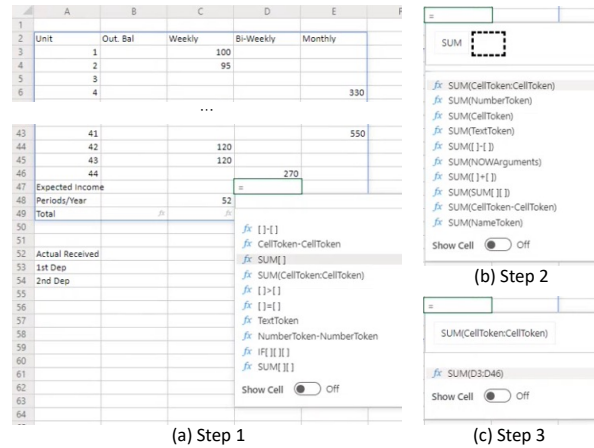 A B C D E F
1
2 Unit Out. Bal Weekly Bi-Weekly Monthly
3 1 100
4 2 95
5 3
6 4 330
...
43 41 550
44 42 120
45 43 120
46 44 270
47 Expected Income =
48 Periods/Year 52
49 Total fx fx
50
51
52 Actual Received
53 1st Dep
54 2nd Dep
55
56
57
58
59
60
61
62
63
64
fx [ ]-[ ]
fx CellToken-CellToken
fx SUM[ ]
fx SUM(CellToken:CellToken)
fx [ ]>[ ]
fx [ ]=[ ]
fx TextToken
fx NumberToken-NumberToken
fx IF[ ][ ][ ]
fx SUM[ ][ ]
Show Cell Off
(a) Step 1
=
SUM
fx SUM(CellToken:CellToken)
fx SUM(NumberToken)
fx SUM(CellToken)
fx SUM(TextToken)
fx SUM([ ]-[ ])
fx SUM(NOWArguments)
fx SUM([ ]+[ ])
fx SUM(SUM[ ][ ])
fx SUM(CellToken-CellToken)
fx SUM(NameToken)
Show Cell Off
(b) Step 2
=
SUM(CellToken:CellToken)
fx SUM(D3:D46)
Show Cell Off
(c) Step 3